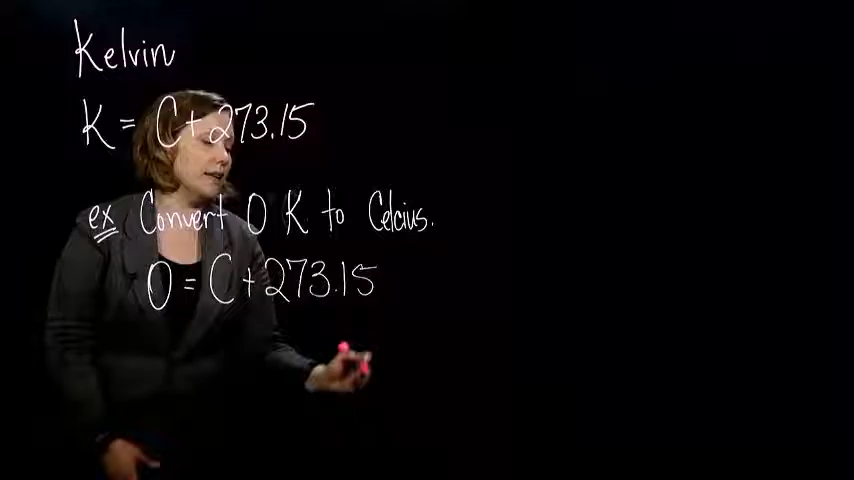 Kelvin
K = C + 273.15
ex Convert 0 K to Celcius.
0 = C + 273.15